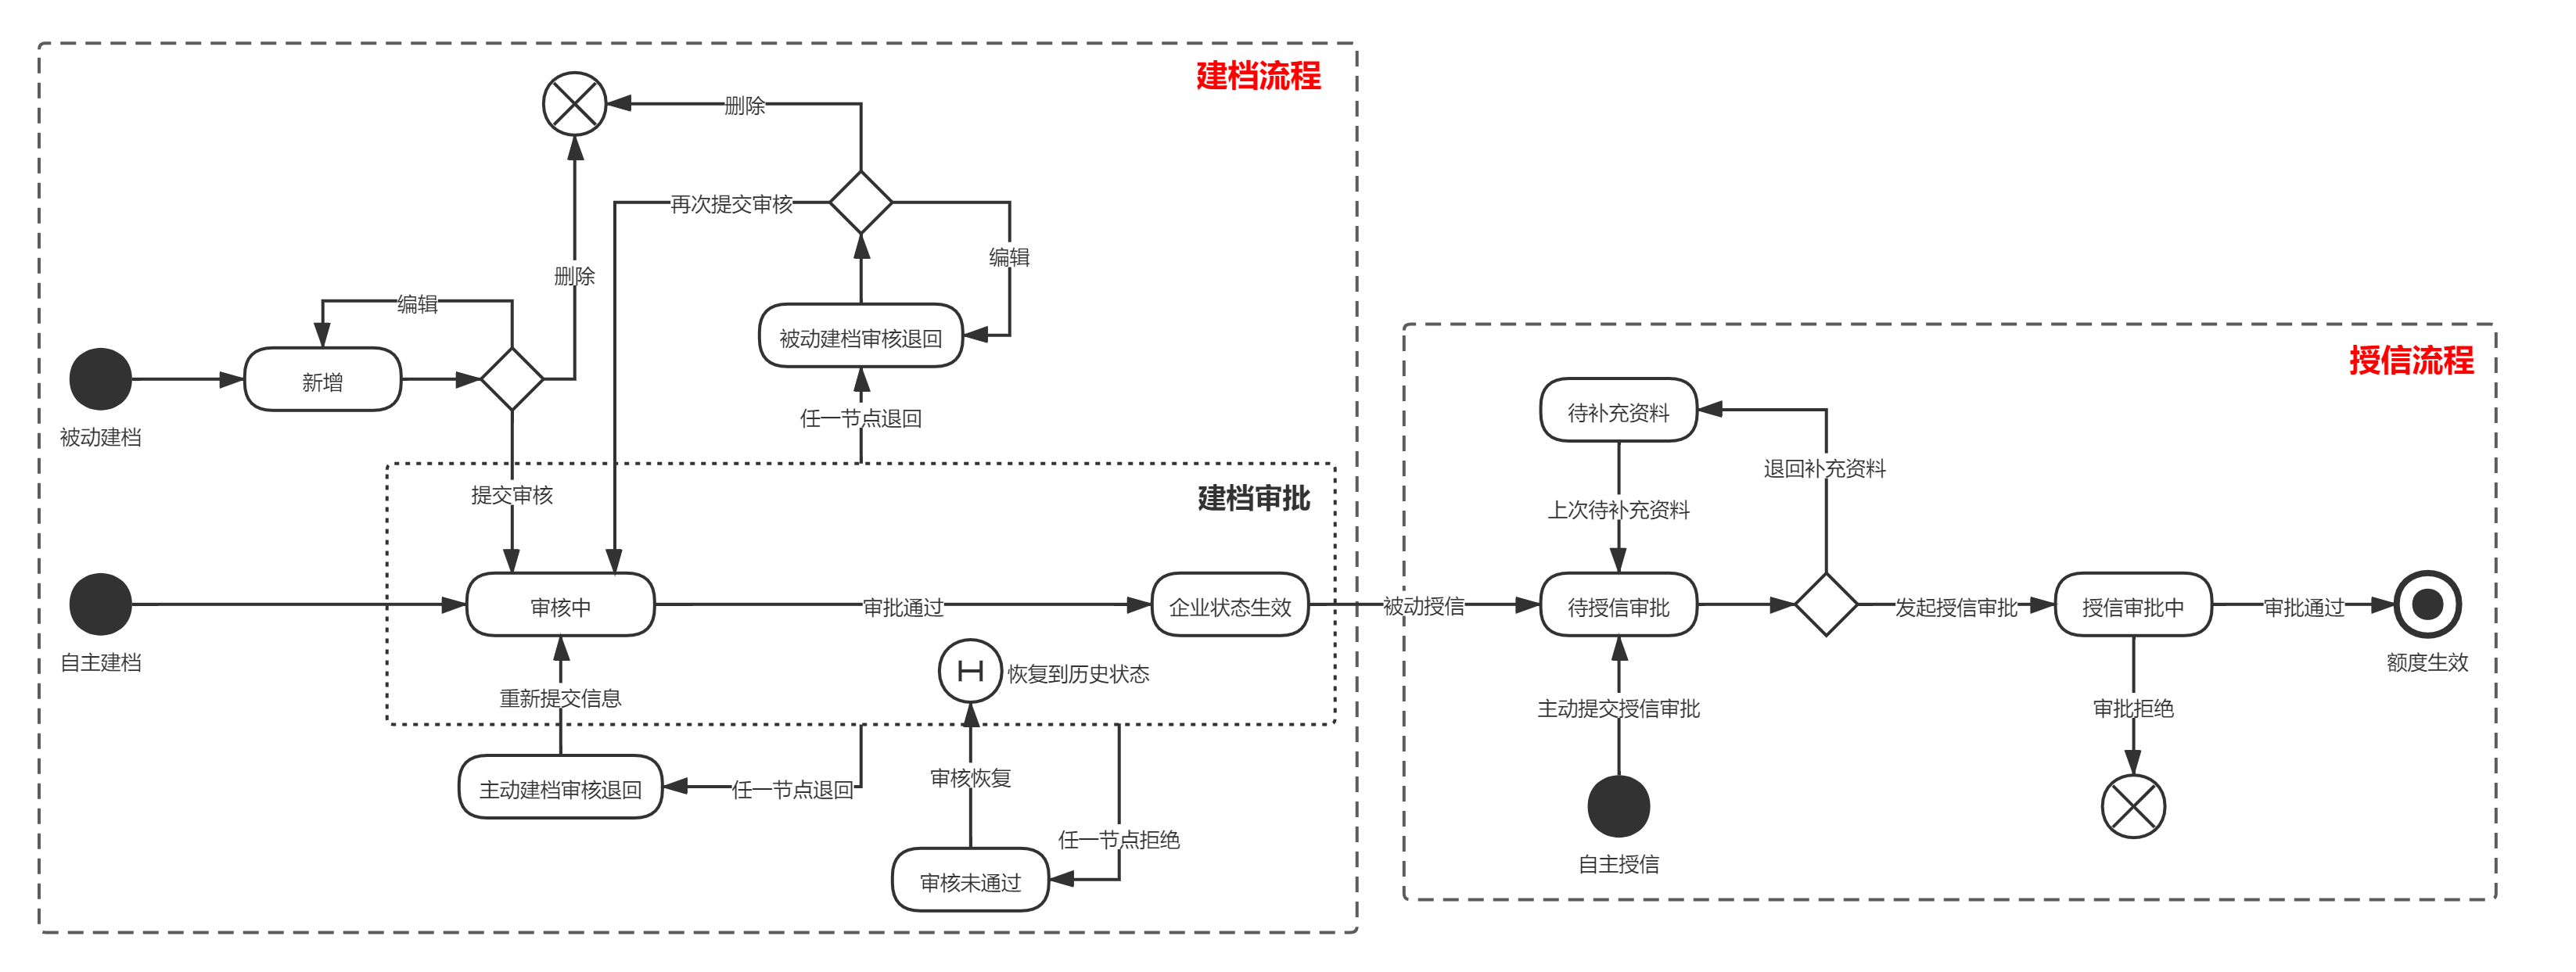 建档流程
删除
再次提交审核
编辑
删除
编辑
被动建档审核退回
新增
被动建档
任一节点退回
提交审核
建档审批
审核中
审批通过
企业状态生效
自主建档
H
恢复到历史状态
重新提交信息
主动建档审核退回
任一节点退回
审核恢复
任一节点拒绝
审核未通过
被动授信
授信流程
待补充资料
退回补充资料
上次待补充资料
待授信审批
发起授信审批
授信审批中
审批通过
额度生效
主动提交授信审批
审批拒绝
自主授信